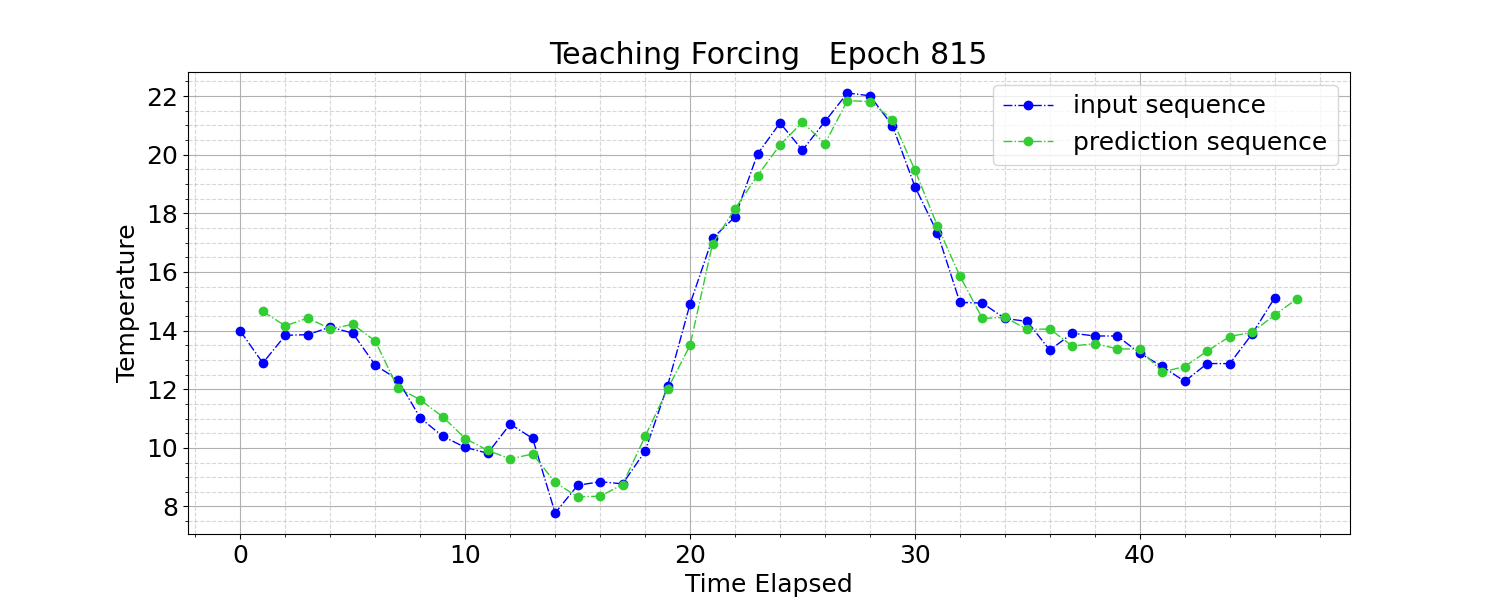 Teaching Forcing   Epoch 815
input sequence
prediction sequence
Temperature
22
20
18
16
14
12
10
8
0 10 20 30 40
Time Elapsed